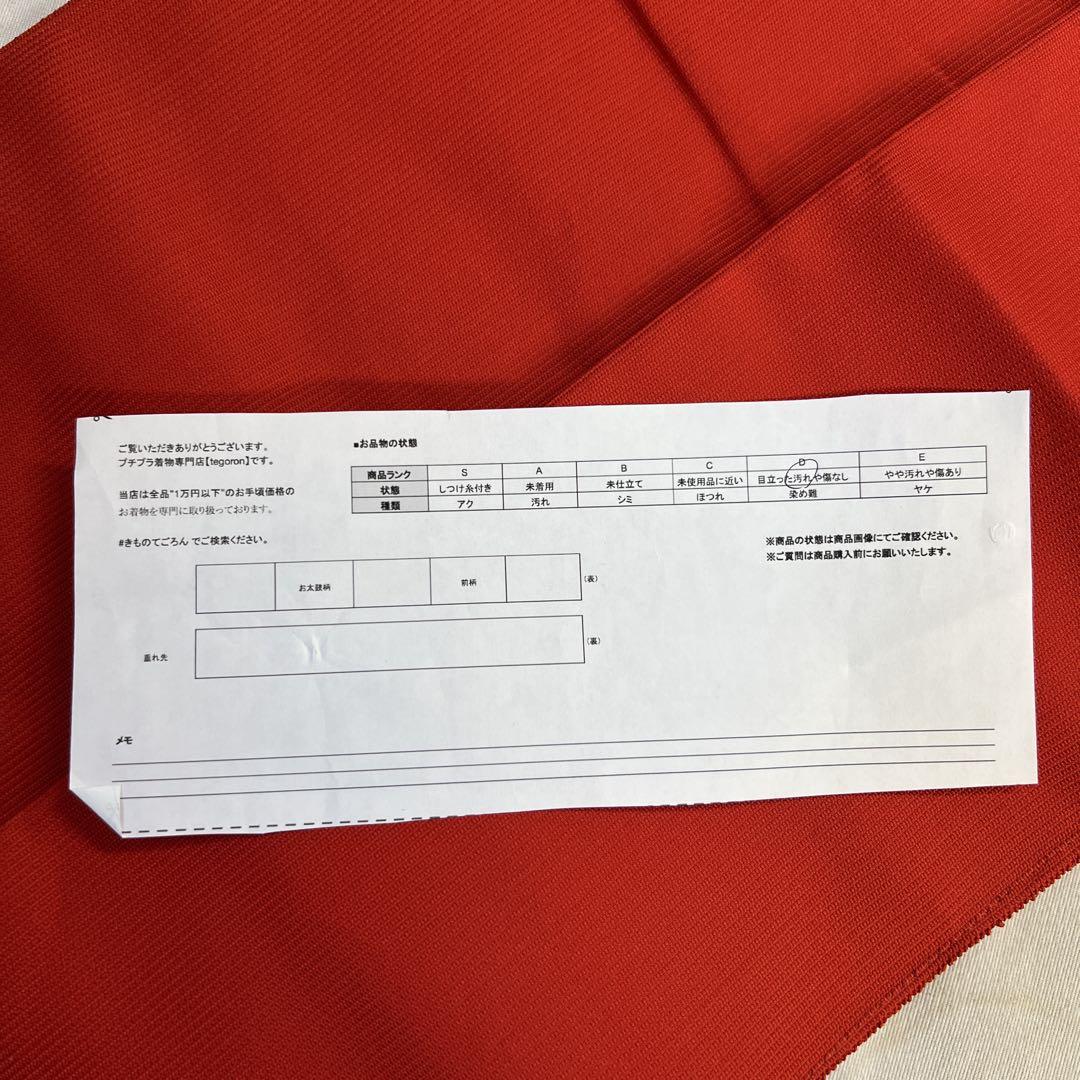 ご覧いただきありがとうございます。
プチプラ着物専門店【tegoron】です。
当店は全品"1万円以下"のお手頃価格の
お着物を専門に取り扱っております。
#きものてごろん でご検索ください。
■お品物の状態
商品ランク S A B C D E
状態 しつけ糸付き 未着用 未仕立て 未使用品に近い 目立った汚れや傷なし やや汚れや傷あり
種類 アク 汚れ シミ ほつれ 染め難 ヤケ
※商品の状態は商品画像にてご確認ください。
※ご質問は商品購入前にお願いいたします。
お太鼓柄 前柄 (表)
垂れ先 (裏)
メモ